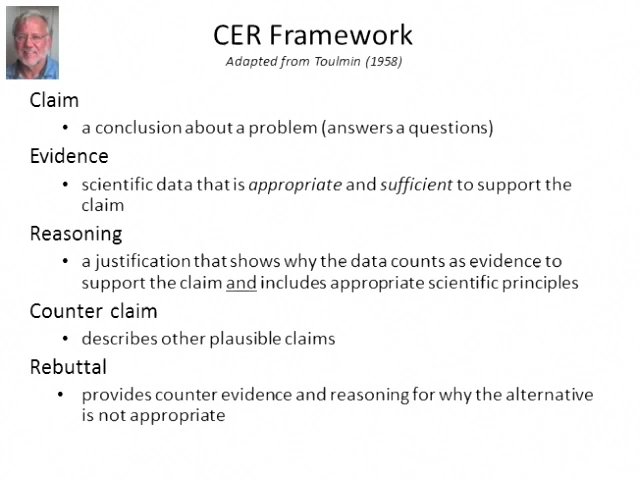 CER Framework
Adapted from Toulmin (1958)
Claim
• a conclusion about a problem (answers a questions)
Evidence
• scientific data that is appropriate and sufficient to support the
claim
Reasoning
• a justification that shows why the data counts as evidence to
support the claim and includes appropriate scientific principles
Counter claim
• describes other plausible claims
Rebuttal
• provides counter evidence and reasoning for why the alternative
is not appropriate